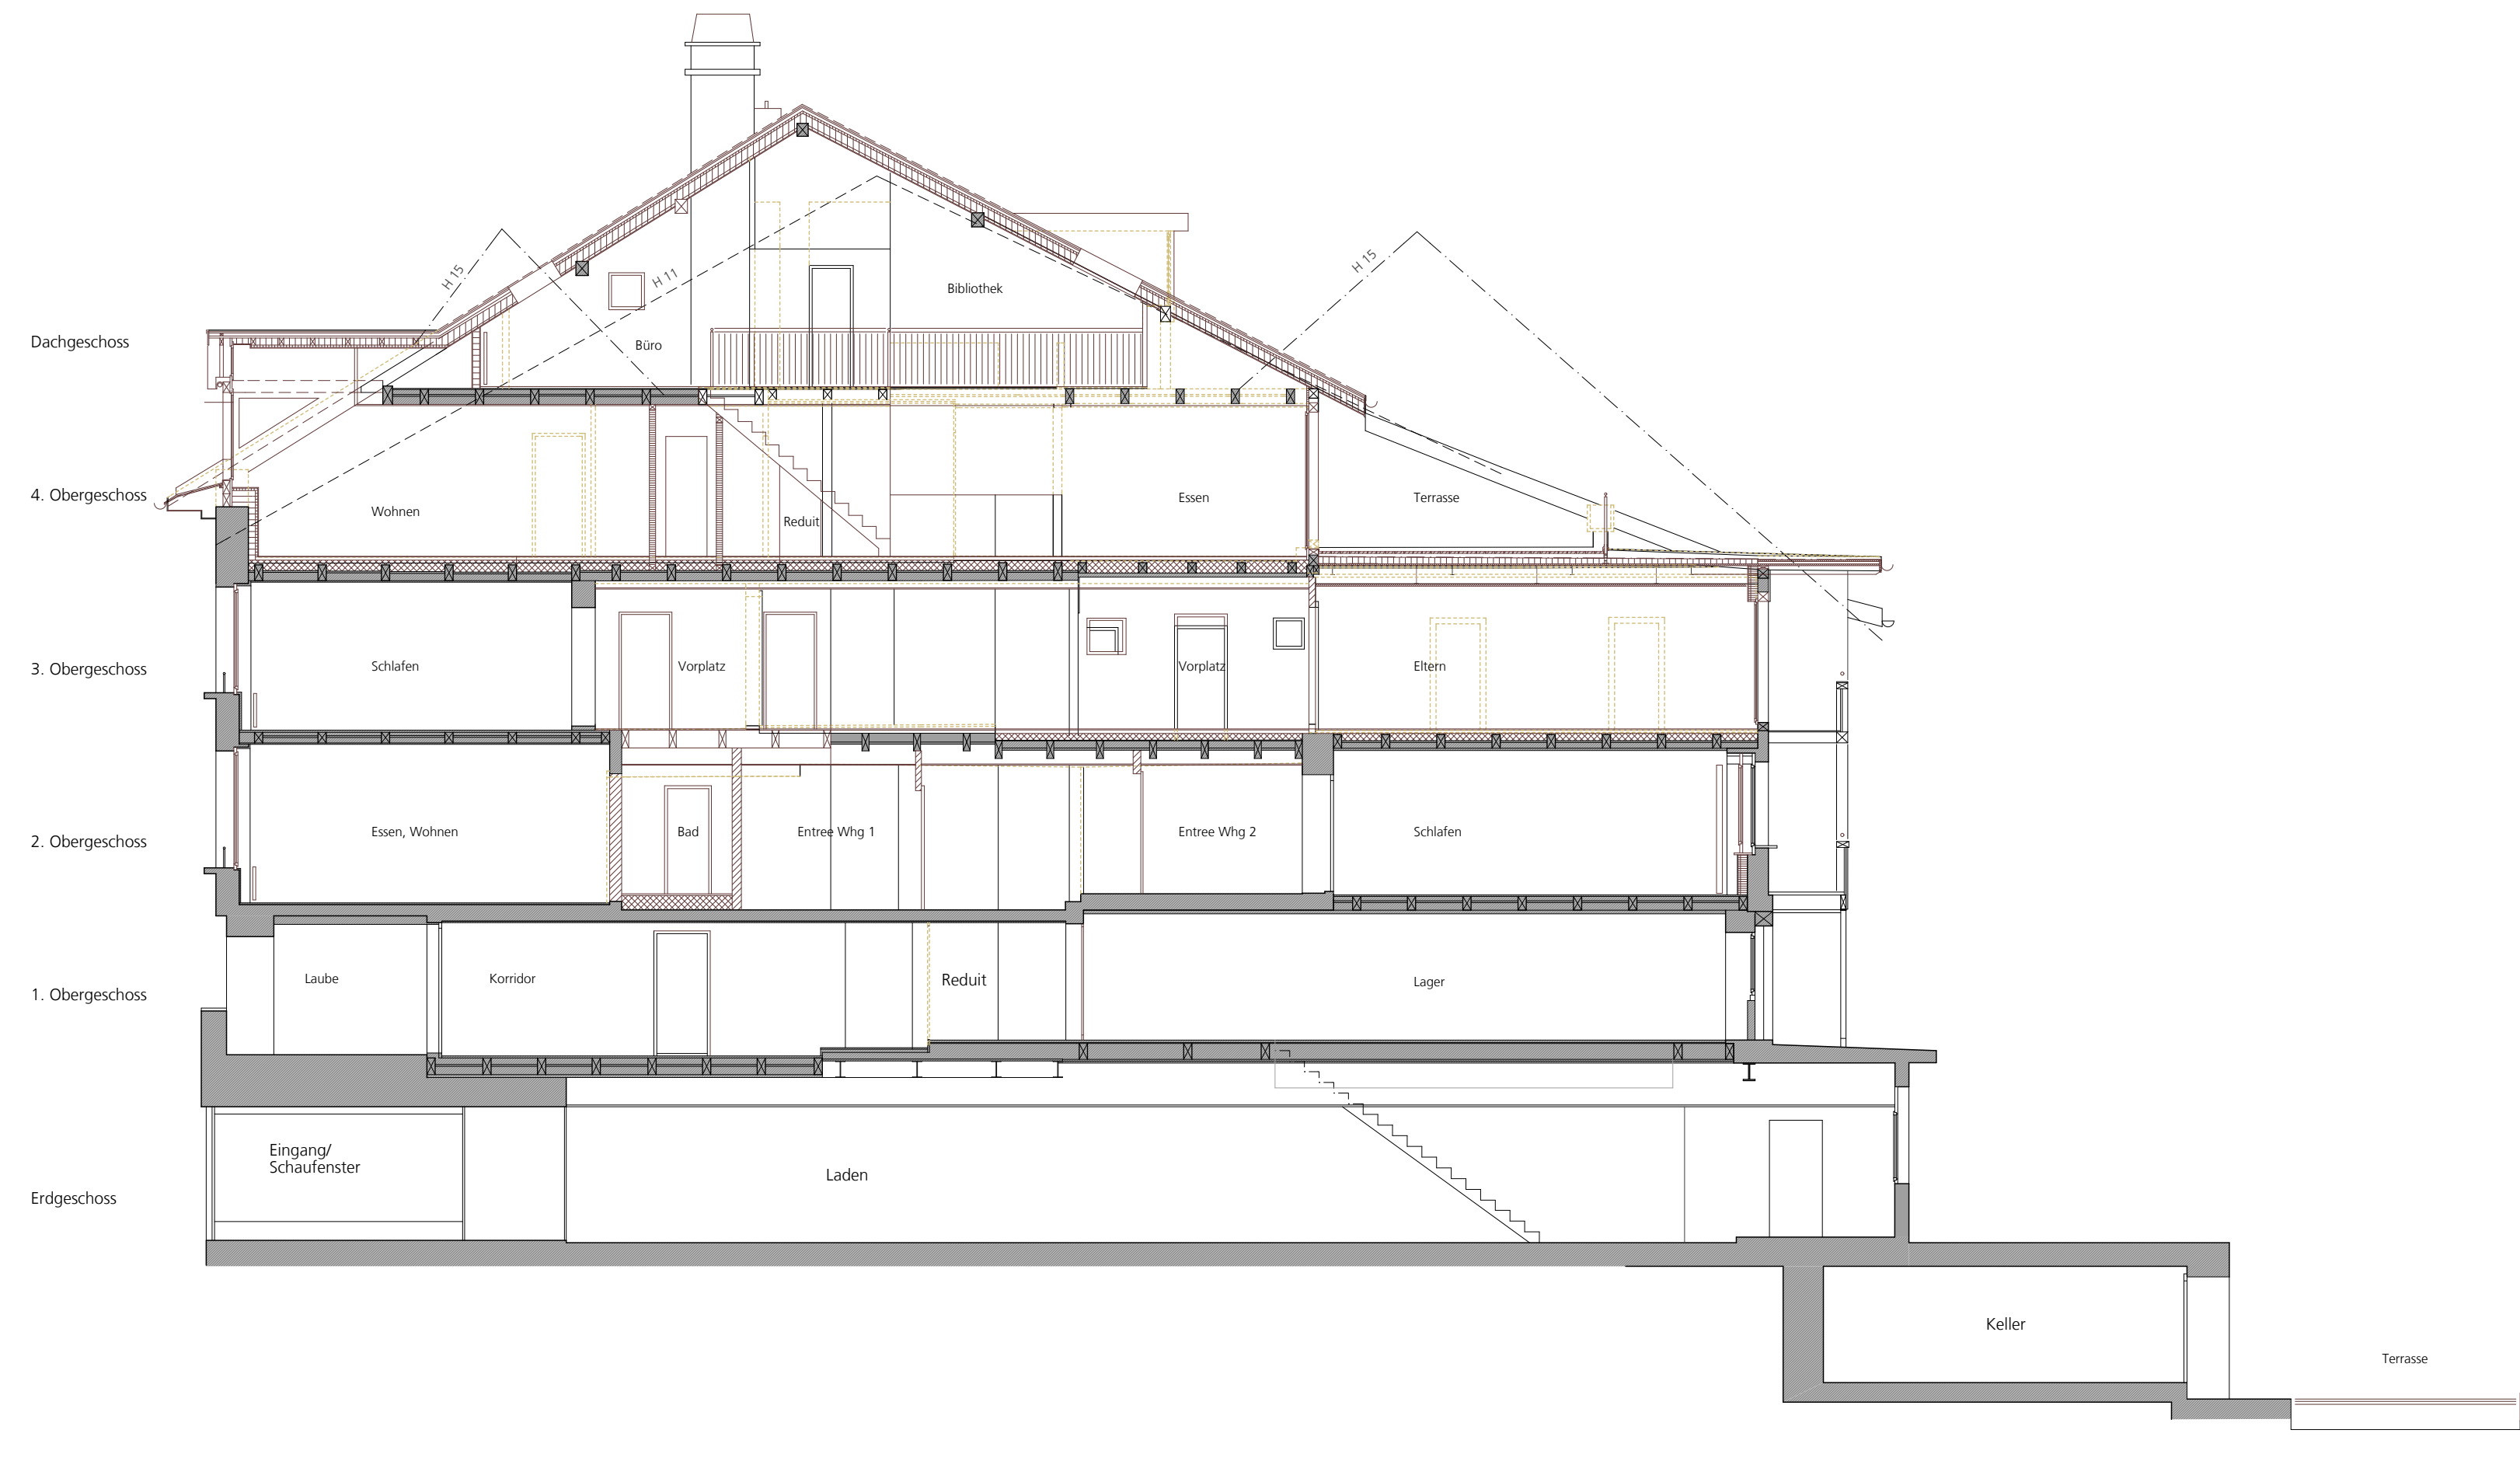 H 15
H 11
H 15
Bibliothek
Dachgeschoss
Büro
4. Obergeschoss
Wohnen
Reduit
Essen
Terrasse
3. Obergeschoss
Schlafen
Vorplatz
Vorplatz
Eltern
2. Obergeschoss
Essen, Wohnen
Bad
Entree Whg 1
Entree Whg 2
Schlafen
1. Obergeschoss
Laube
Korridor
Reduit
Lager
Eingang/
Schaufenster
Laden
Erdgeschoss
Keller
Terrasse